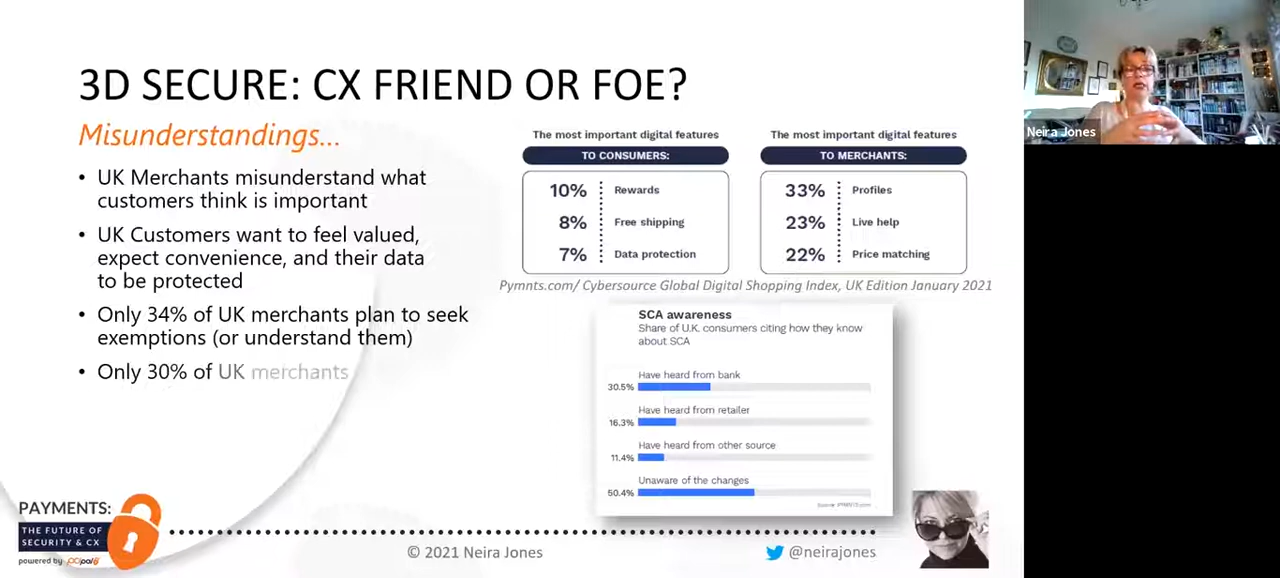 3D SECURE: CX FRIEND OR FOE?
Misunderstandings...
• UK Merchants misunderstand what
customers think is important
• UK Customers want to feel valued,
expect convenience, and their data
to be protected
• Only 34% of UK merchants plan to seek
exemptions (or understand them)
• Only 30% of UK merchants
The most important digital features
TO CONSUMERS:
10% Rewards
8% Free shipping
7% Data protection
The most important digital features
TO MERCHANTS:
33% Profiles
23% Live help
22% Price matching
Pymnts.com/ Cybersource Global Digital Shopping Index, UK Edition January 2021
SCA awareness
Share of U.K. consumers citing how they know
about SCA
Have heard from bank
30.5%
Have heard from retailer
16.3%
Have heard from other source
11.4%
Unaware of the changes
50.4%
Source: PYMNTS.com
PAYMENTS:
THE FUTURE OF
SECURITY & CX
powered by pcipal
© 2021 Neira Jones
@neirajones
Neira Jones